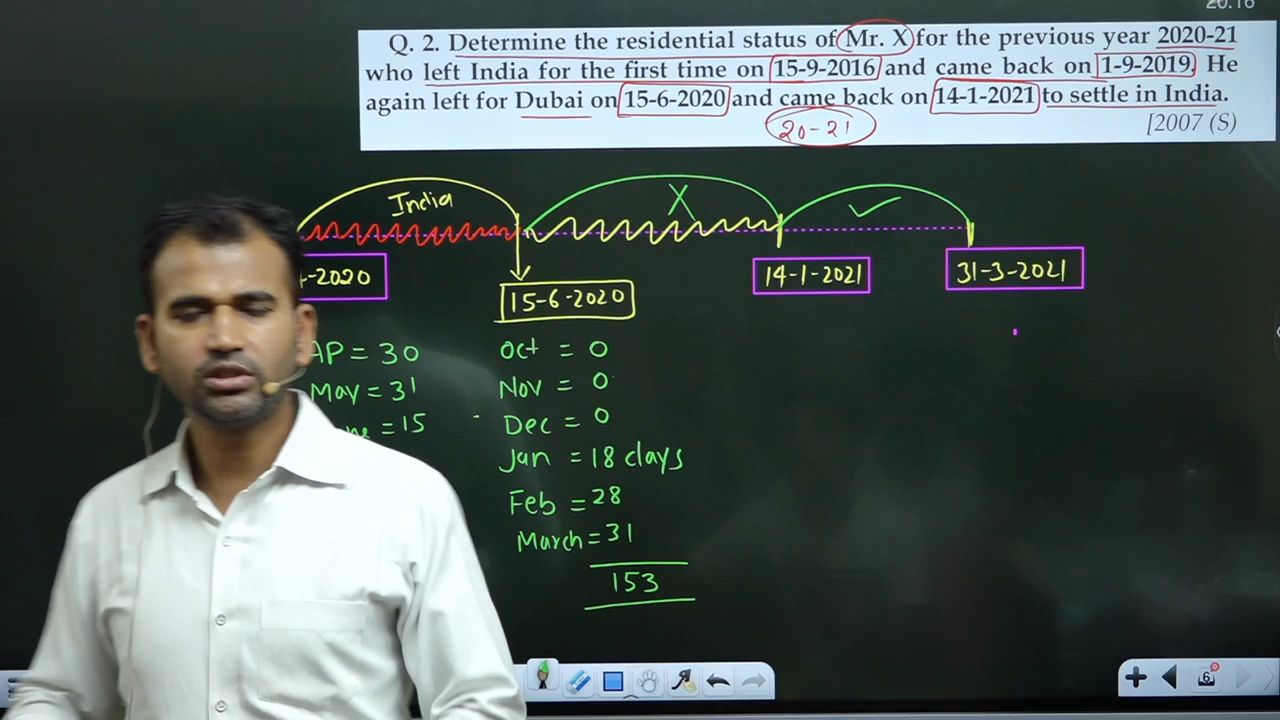 20:16
Q. 2. Determine the residential status of Mr. X for the previous year 2020-21
who left India for the first time on 15-9-2016 and came back on 1-9-2019. He
again left for Dubai on 15-6-2020 and came back on 14-1-2021 to settle in India.
20-21
[2007 (S)
India
X
-2020
15-6-2020
14-1-2021
31-3-2021
AP = 30
May = 31
= 15
Oct = 0
Nov = 0
Dec = 0
Jan = 18 days
Feb = 28
March = 31
153
6